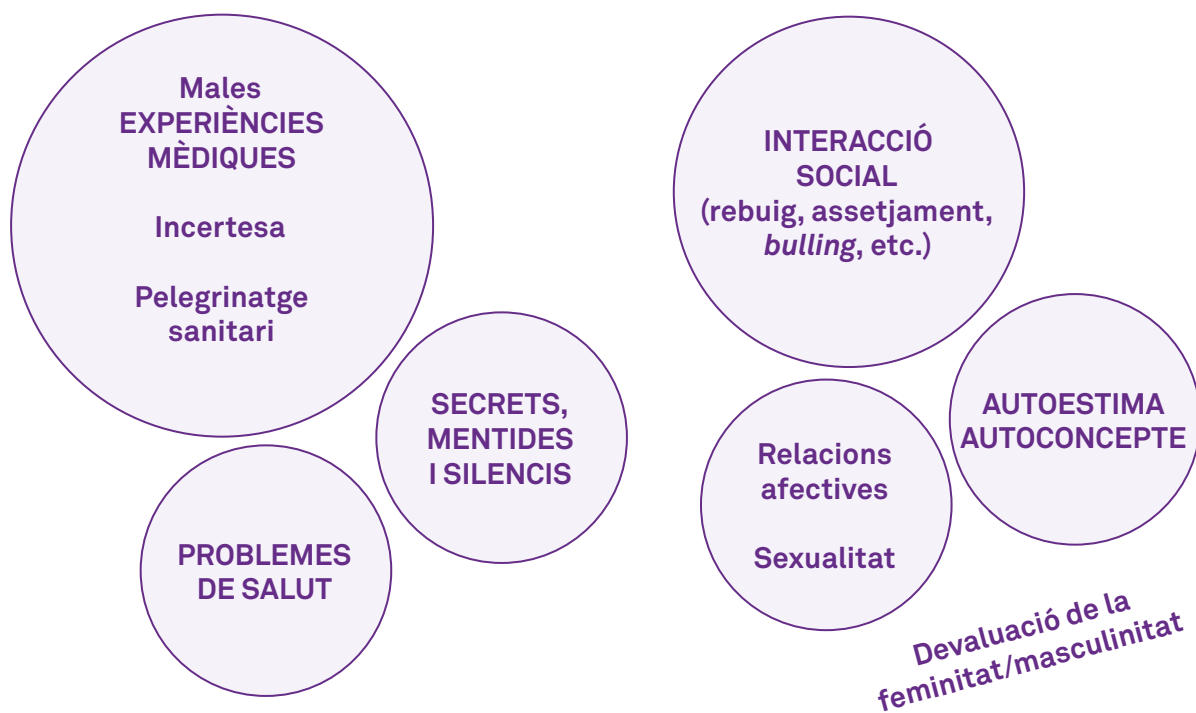 Males
EXPERIÈNCIES
MÈDIQUES
Incertesa
Pelegrinatge
sanitari
SECRETS,
MENTIDES
I SILENCIS
PROBLEMES
DE SALUT
INTERACCIÓ
SOCIAL
(rebuig, assetjament,
bulling, etc.)
AUTOESTIMA
AUTOCONCEPTE
Relacions
afectives
Sexualitat
Devaluació de la
feminitat/masculinitat